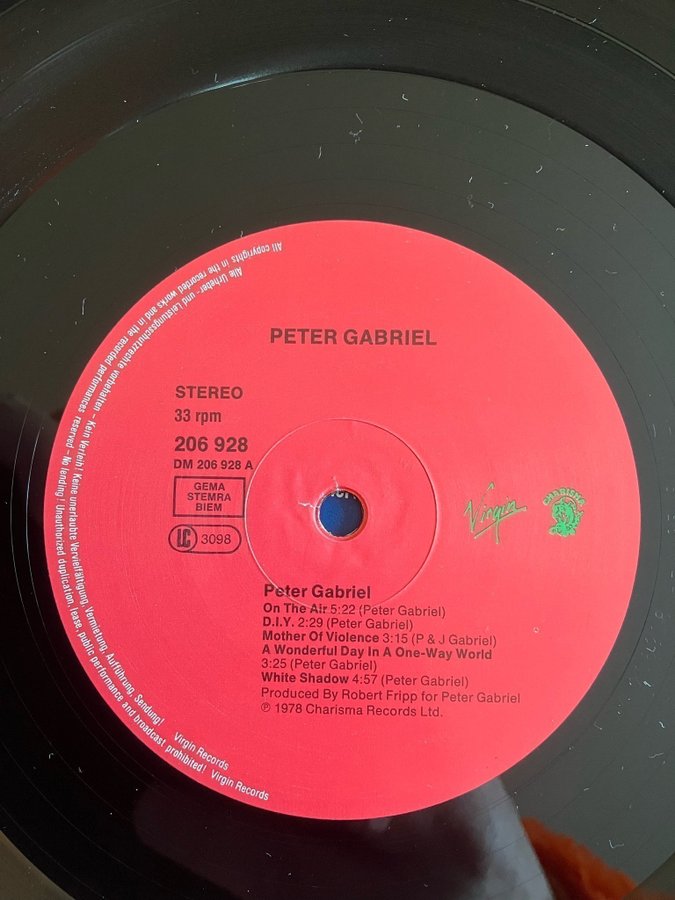 All copyrights in the recorded works and in the recorded performances reserved – No lending! Unauthorized duplication, lease, public performance and broadcast prohibited! Virgin Records
Alle Urheber- und Leistungsschutzrechte vorbehalten – Kein Verleih! Keine unerlaubte Vervielfältigung, Vermietung, Aufführung, Sendung! Virgin Records
PETER GABRIEL
STEREO
33 rpm
206 928
DM 206 928 A
GEMA
STEMRA
BIEM
LC 3098
Virgin
CHARISMA
Peter Gabriel
On The Air 5:22 (Peter Gabriel)
D.I.Y. 2:29 (Peter Gabriel)
Mother Of Violence 3:15 (P & J Gabriel)
A Wonderful Day In A One-Way World
3:25 (Peter Gabriel)
White Shadow 4:57 (Peter Gabriel)
Produced By Robert Fripp for Peter Gabriel
℗ 1978 Charisma Records Ltd.